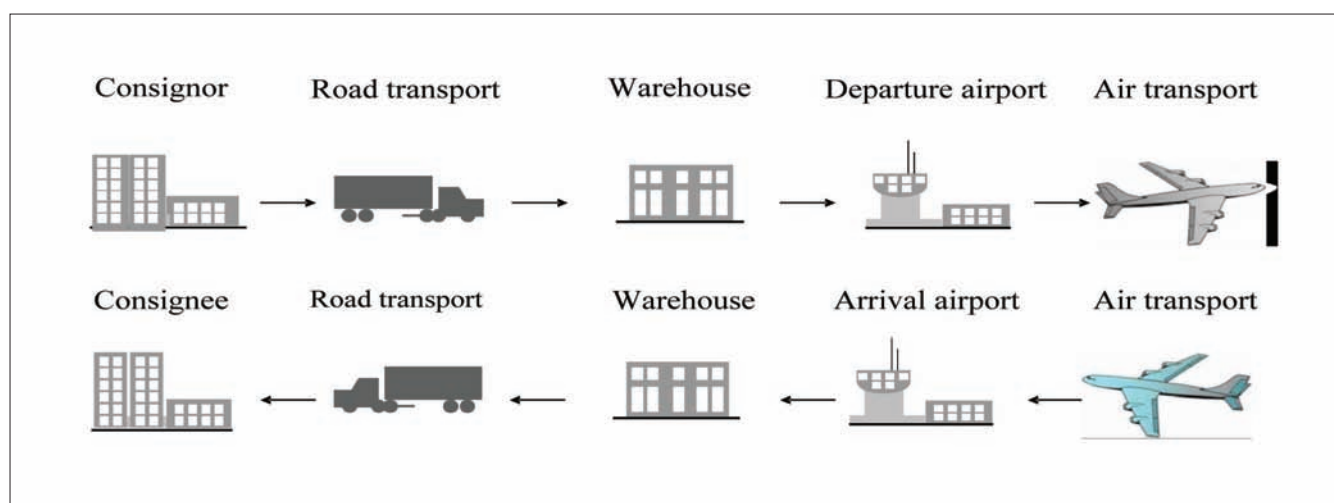 Consignor Road transport Warehouse Departure airport Air transport
Consignee Road transport Warehouse Arrival airport Air transport